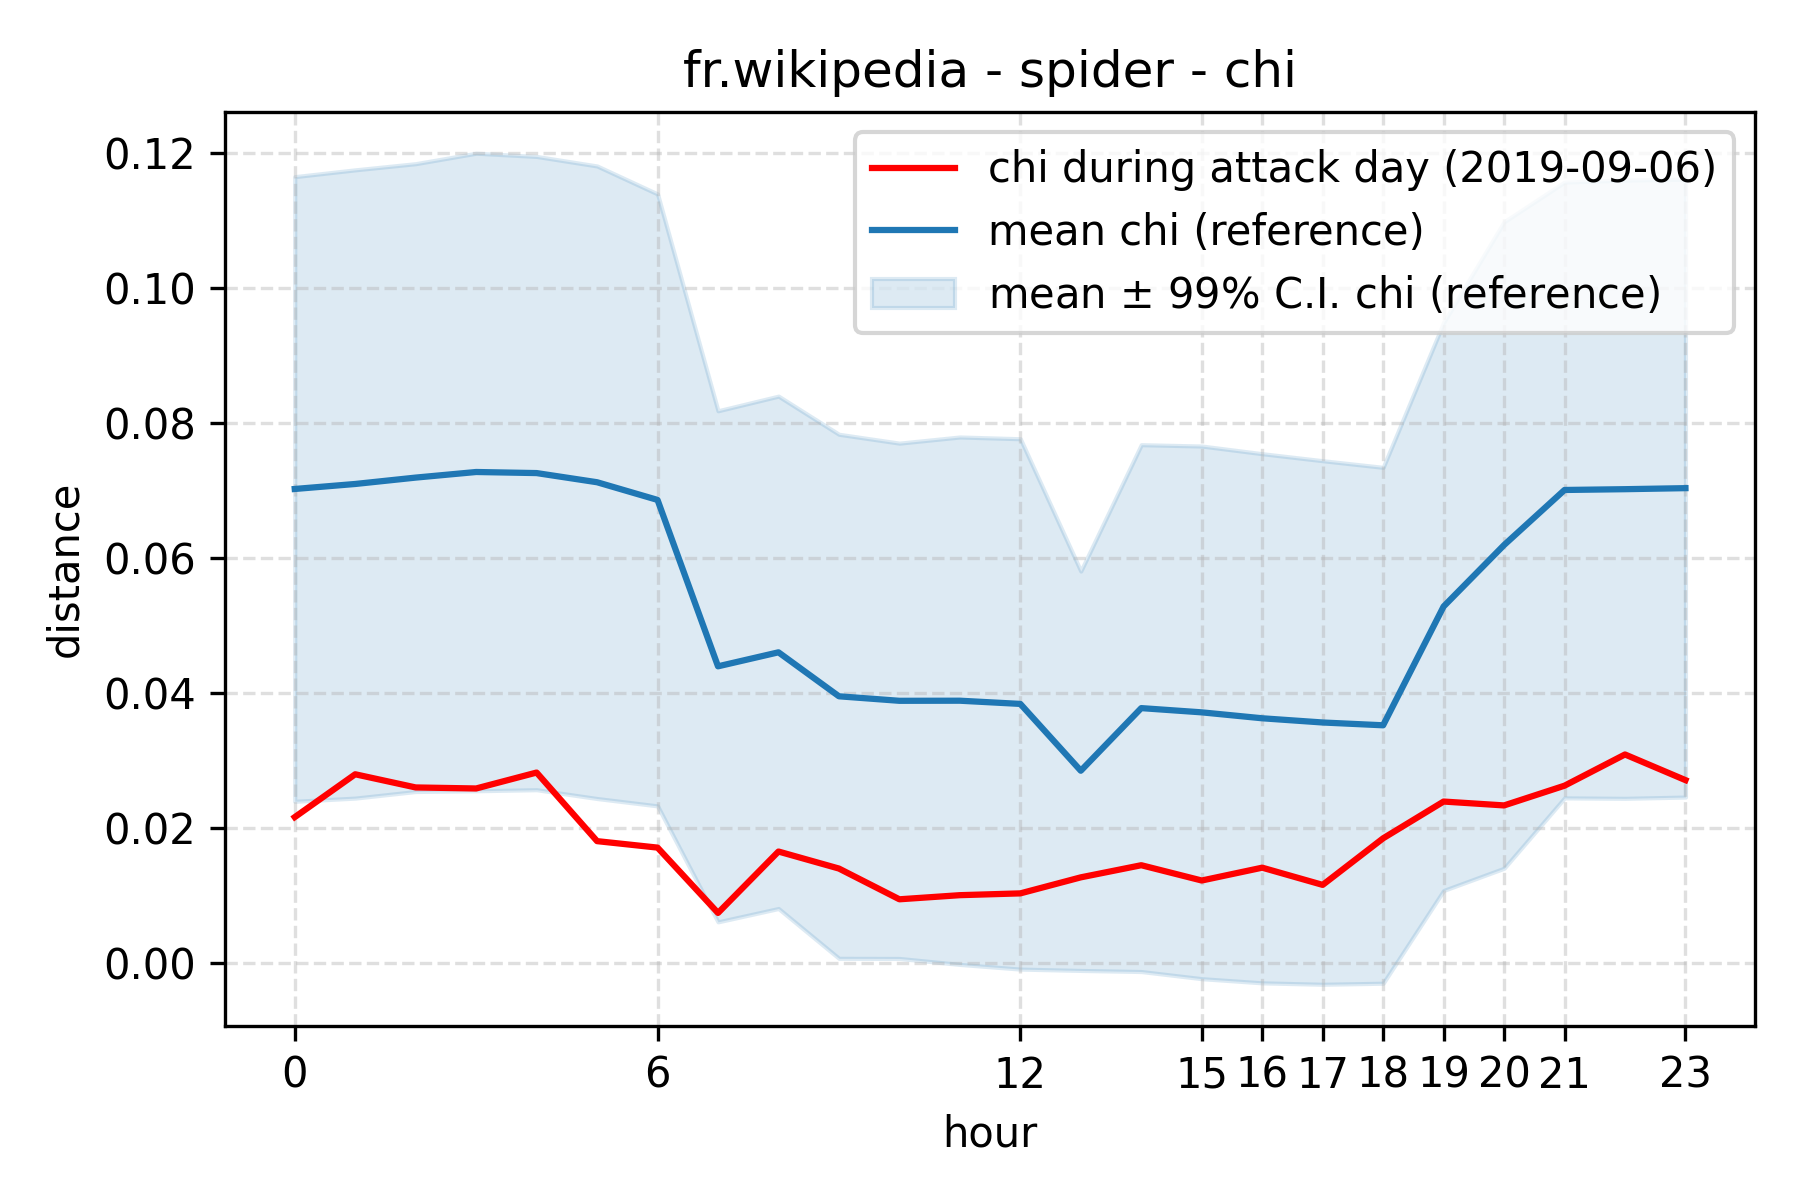 fr.wikipedia - spider - chi
chi during attack day (2019-09-06)
mean chi (reference)
mean ± 99% C.I. chi (reference)
0.12
0.10
0.08
0.06
0.04
0.02
0.00
distance
0 6 12 15 16 17 18 19 20 21 23
hour